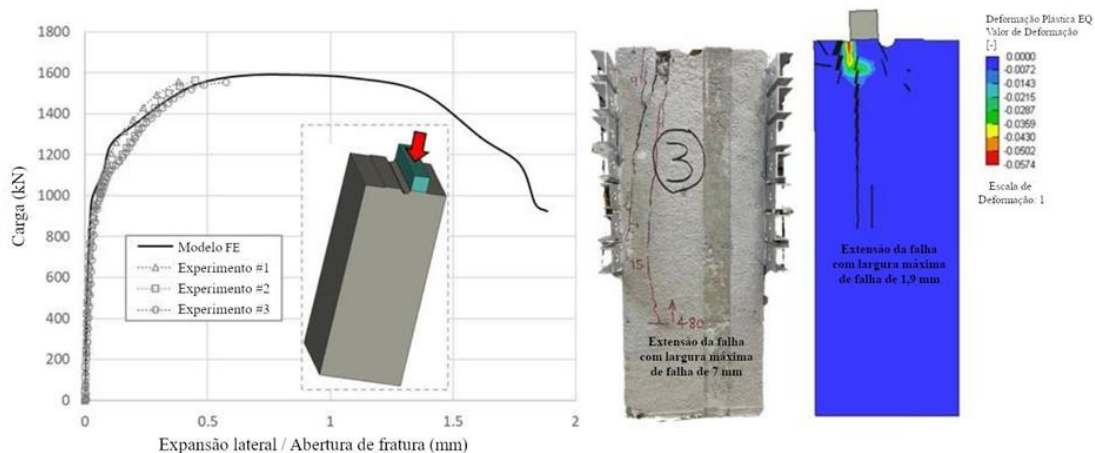 1800
1600
1400
1200
1000
800
600
400
200
0
Carga (kN)
Modelo FE
Experimento #1
Experimento #2
Experimento #3
0
0.5
1
1.5
2
Expansão lateral / Abertura de fratura (mm)
3
15
480
Extensão da falha
com largura máxima
de falha de 7 mm
Extensão da falha
com largura máxima
de falha de 1,9 mm
Deformação Plástica EQ
Valor de Deformação
[-]
0.0000
-0.0072
-0.0143
-0.0215
-0.0287
-0.0359
-0.0430
-0.0502
-0.0574
Escala de
Deformação: 1